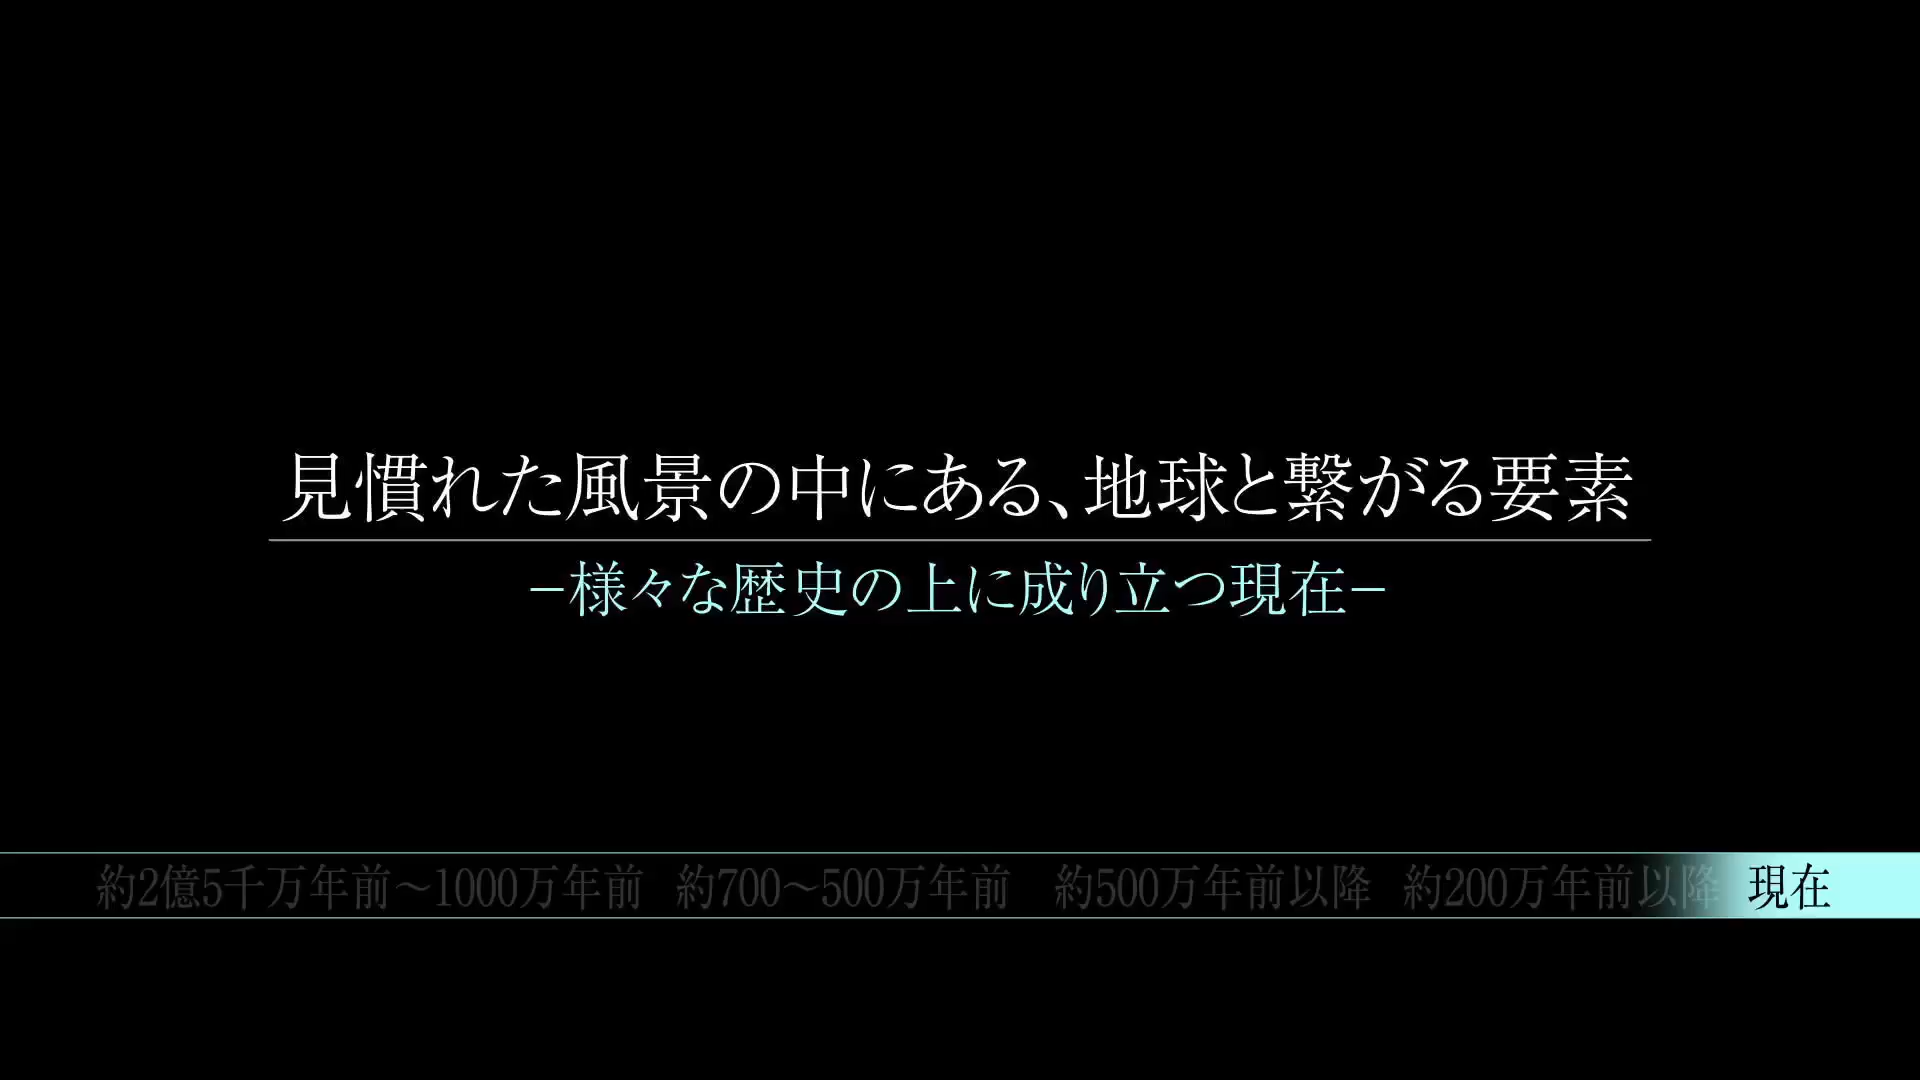 見慣れた風景の中にある、地球と繋がる要素
−様々な歴史の上に成り立つ現在−
約2億5千万年前〜1000万年前 約700〜500万年前 約500万年前以降 約200万年前以降 現在